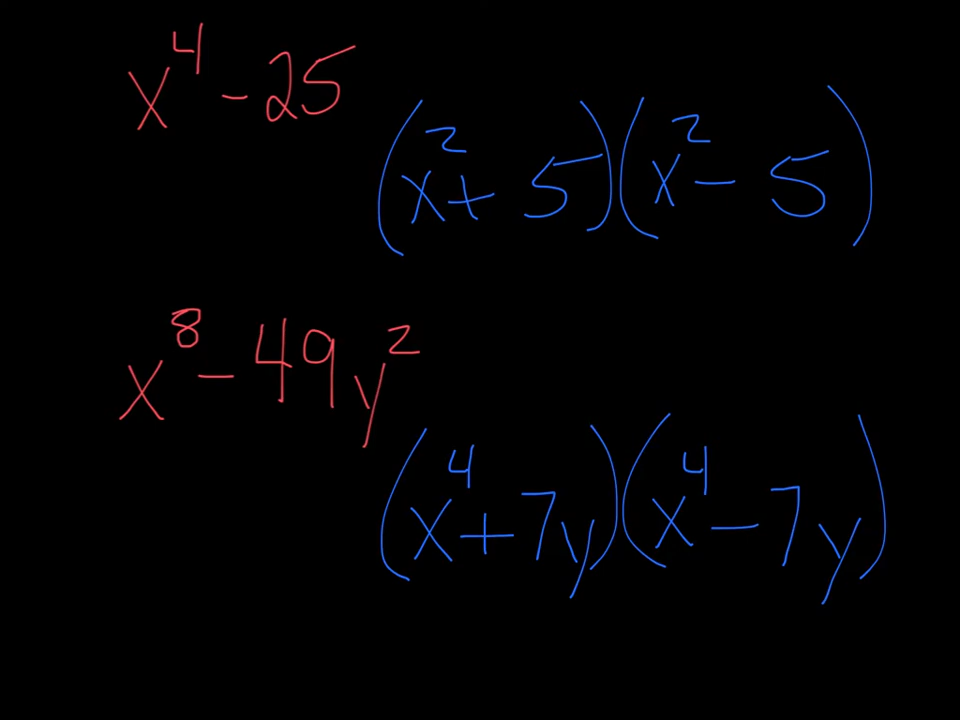 x⁴ - 25
(x² + 5)(x² - 5)
x⁸ - 49y²
(x⁴ + 7y)(x⁴ - 7y)